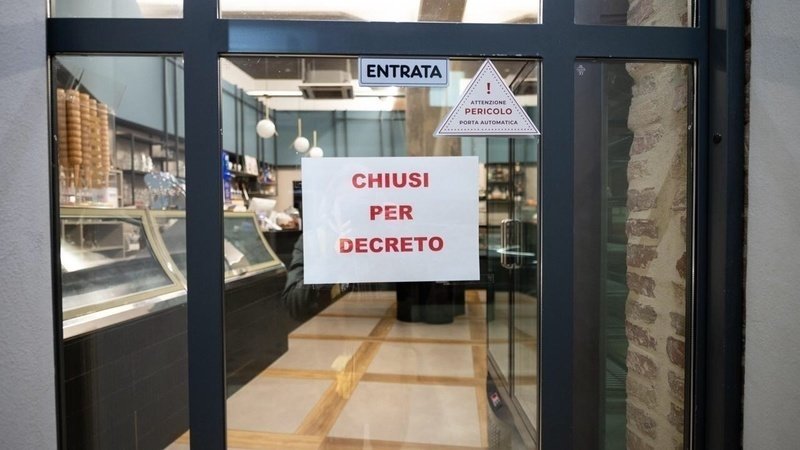 ENTRATA
!
ATTENZIONE
PERICOLO
PORTA AUTOMATICA
CHIUSI
PER
DECRETO